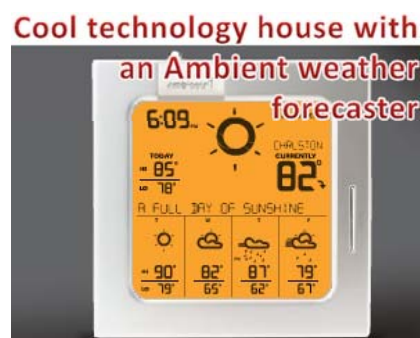 Cool technology house with
an Ambient weather
forecaster
6:09
CHRLSTON
TODAY
CURRENTLY
HI 85°
LO 78°
82°
A FULL DAY OF SUNSHINE
T W T F
HI 90° 82° 87° 79°
LO 79° 65° 62° 67°